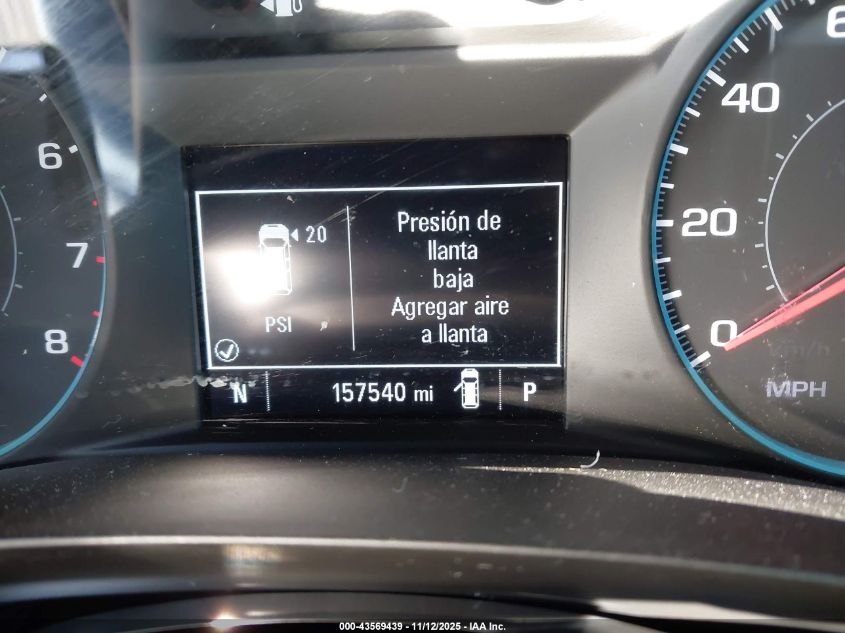 6
7
8
20
PSI
Presión de
llanta
baja
Agregar aire
a llanta
N 157540 mi P
40
20
0
km/h
MPH
000-43569439 - 11/12/2025 - IAA Inc.